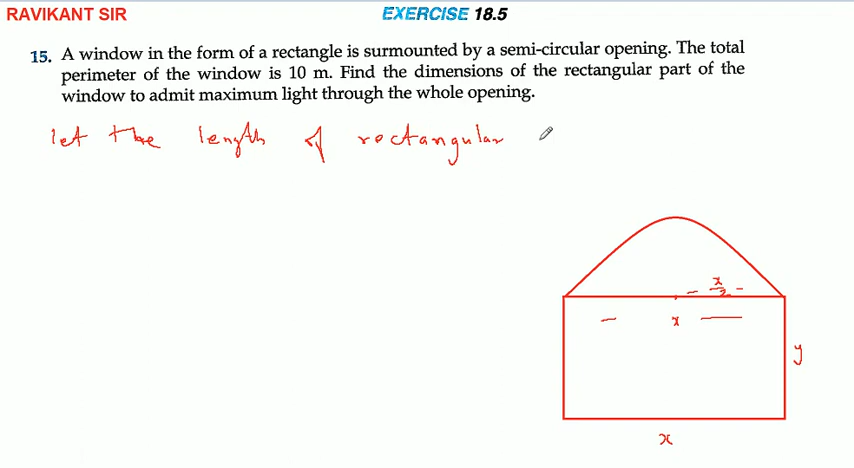 RAVIKANT SIR
EXERCISE 18.5
15. A window in the form of a rectangle is surmounted by a semi-circular opening. The total
perimeter of the window is 10 m. Find the dimensions of the rectangular part of the
window to admit maximum light through the whole opening.
let the length of rectangular
x/2
x
y
x